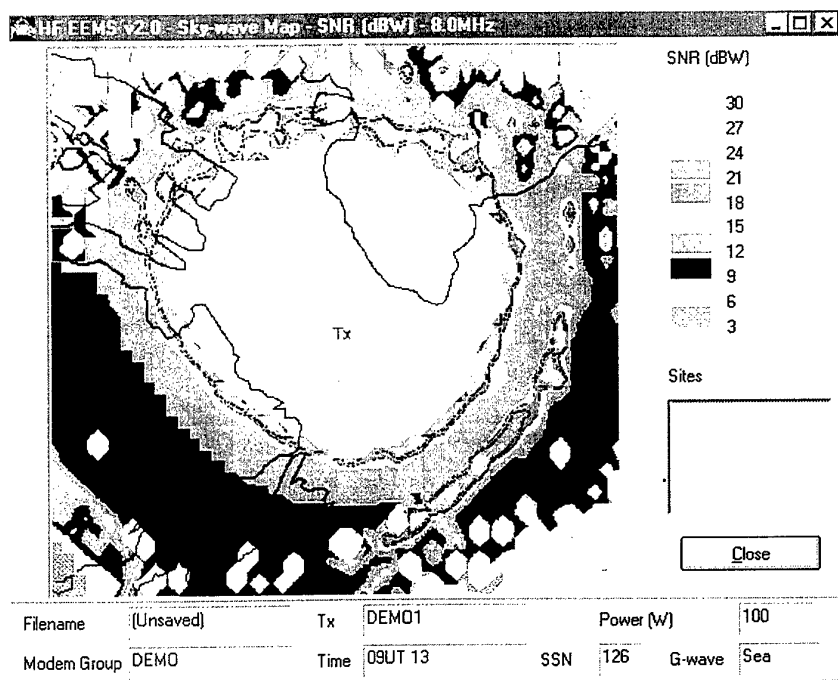 HF EEMS v2.0 - Sky-wave Map - SNR (dBW) - 8.0MHz
SNR (dBW)
30
27
24
21
18
15
12
9
6
3
Tx
Sites
Close
Filename (Unsaved) Tx DEMO1 Power (W) 100
Modem Group DEMO Time 09UT 13 SSN 126 G-wave Sea